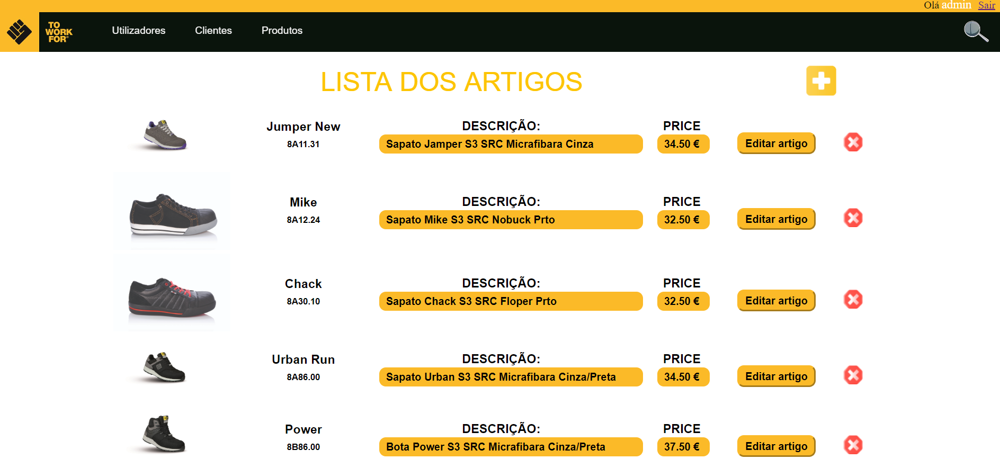 Olá admin Sair
TO
WORK
FOR®
Utilizadores Clientes Produtos
LISTA DOS ARTIGOS
Jumper New DESCRIÇÃO: PRICE
8A11.31 Sapato Jamper S3 SRC Micrafibara Cinza 34.50 € Editar artigo
Mike DESCRIÇÃO: PRICE
8A12.24 Sapato Mike S3 SRC Nobuck Prto 32.50 € Editar artigo
Chack DESCRIÇÃO: PRICE
8A30.10 Sapato Chack S3 SRC Floper Prto 32.50 € Editar artigo
Urban Run DESCRIÇÃO: PRICE
8A86.00 Sapato Urban S3 SRC Micrafibara Cinza/Preta 34.50 € Editar artigo
Power DESCRIÇÃO: PRICE
8B86.00 Bota Power S3 SRC Micrafibara Cinza/Preta 37.50 € Editar artigo